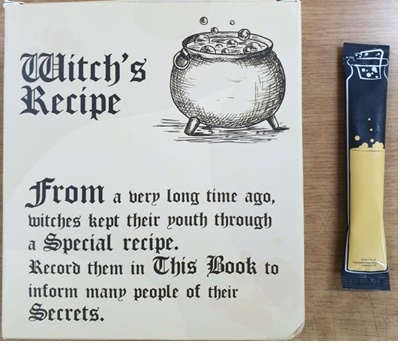 Witch's
Recipe
From a very long time ago,
witches kept their youth through
a Special recipe.
Record them in This Book to
inform many people of their
Secrets.